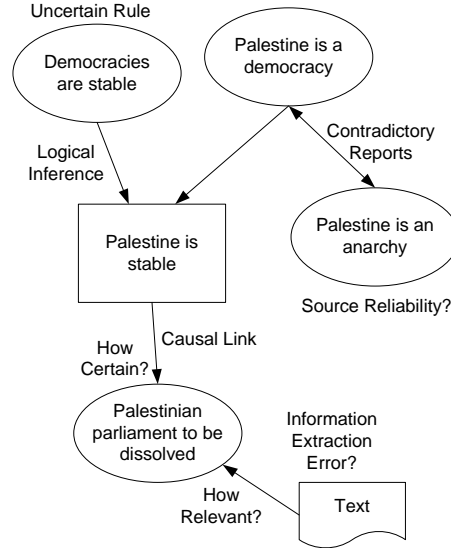 Uncertain Rule
Democracies
are stable
Palestine is a
democracy
Logical
Inference
Contradictory
Reports
Palestine is
stable
Palestine is an
anarchy
Source Reliability?
How
Certain?
Causal Link
Palestinian
parliament to be
dissolved
Information
Extraction
Error?
How
Relevant?
Text